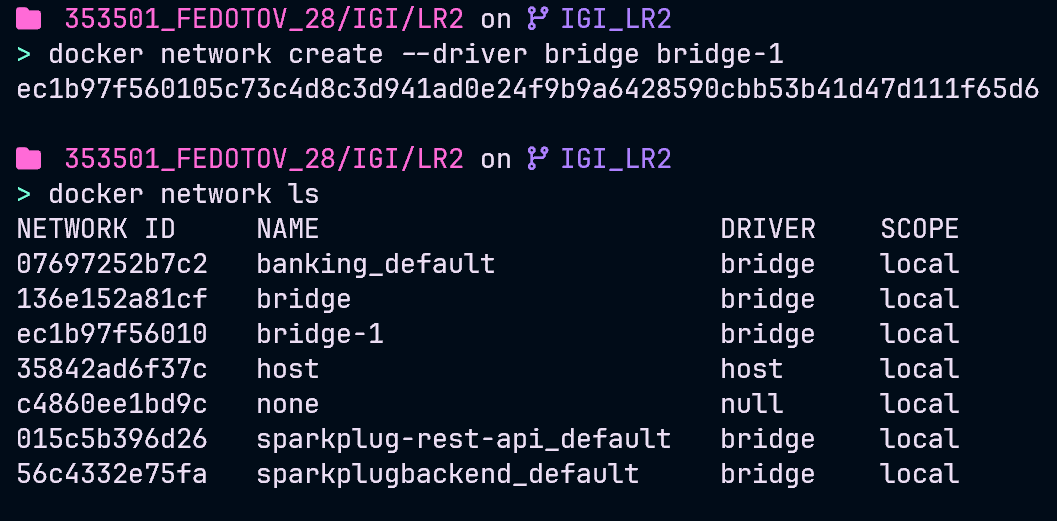 353501_FEDOTOV_28/IGI/LR2 on IGI_LR2
> docker network create --driver bridge bridge-1
ec1b97f560105c73c4d8c3d941ad0e24f9b9a6428590cbb53b41d47d111f65d6
353501_FEDOTOV_28/IGI/LR2 on IGI_LR2
> docker network ls
NETWORK ID NAME DRIVER SCOPE
07697252b7c2 banking_default bridge local
136e152a81cf bridge bridge local
ec1b97f56010 bridge-1 bridge local
35842ad6f37c host host local
c4860ee1bd9c none null local
015c5b396d26 sparkplug-rest-api_default bridge local
56c4332e75fa sparkplugbackend_default bridge local